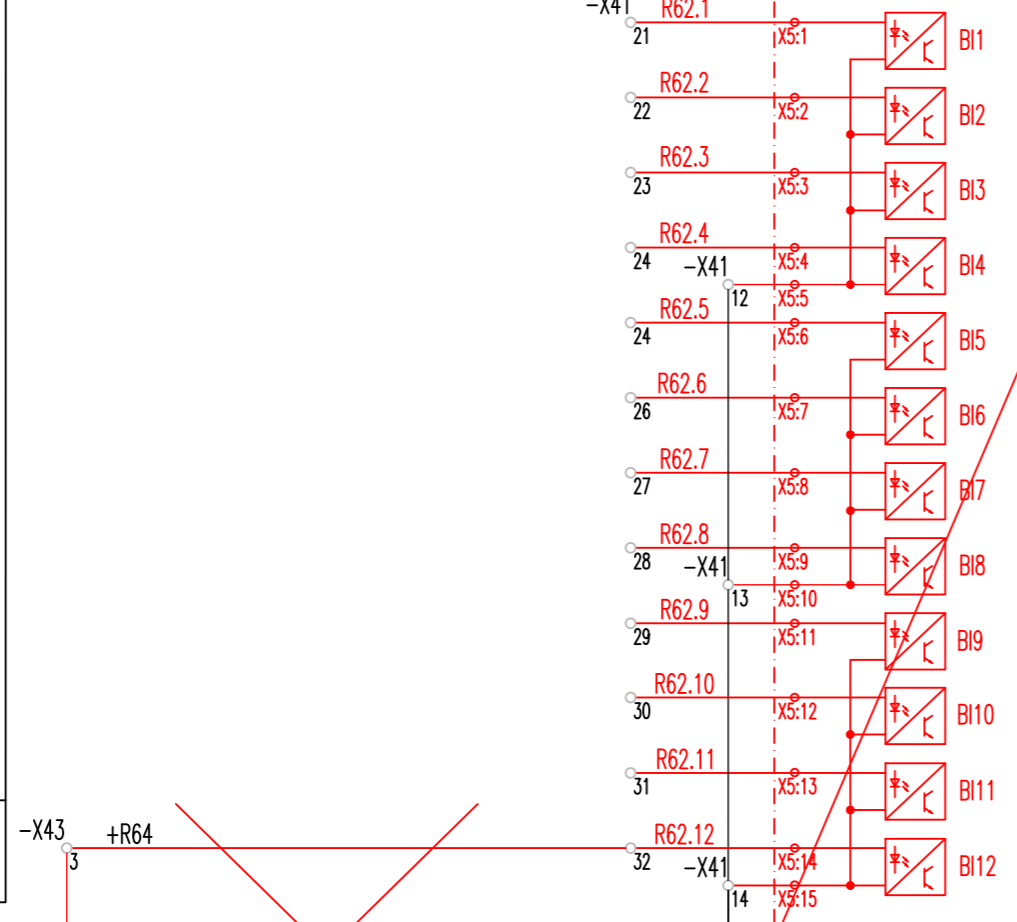 -X41
R62.1
21
X5:1
BI1
R62.2
22
X5:2
BI2
R62.3
23
X5:3
BI3
R62.4
24
X5:4
BI4
-X41
12
X5:5
R62.5
24
X5:6
BI5
R62.6
26
X5:7
BI6
R62.7
27
X5:8
BI7
R62.8
28
X5:9
BI8
-X41
13
X5:10
R62.9
29
X5:11
BI9
R62.10
30
X5:12
BI10
R62.11
31
X5:13
BI11
-X43
3
+R64
R62.12
32
X5:14
BI12
-X41
14
X5:15